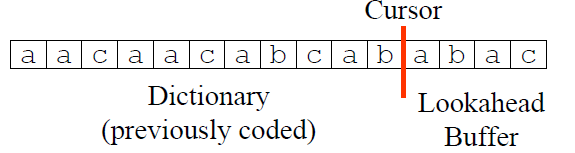 Cursor
a a c a a c a b c a b a b a c
Dictionary
(previously coded)
Lookahead
Buffer